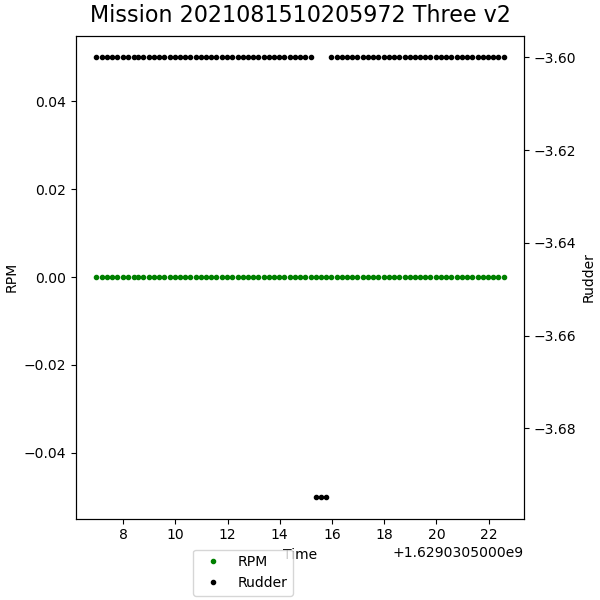 Mission 2021081510205972 Three v2
0.04
0.02
0.00
−0.02
−0.04
RPM
−3.60
−3.62
−3.64
−3.66
−3.68
Rudder
8 10 12 14 16 18 20 22
Time
+1.6290305000e9
RPM
Rudder